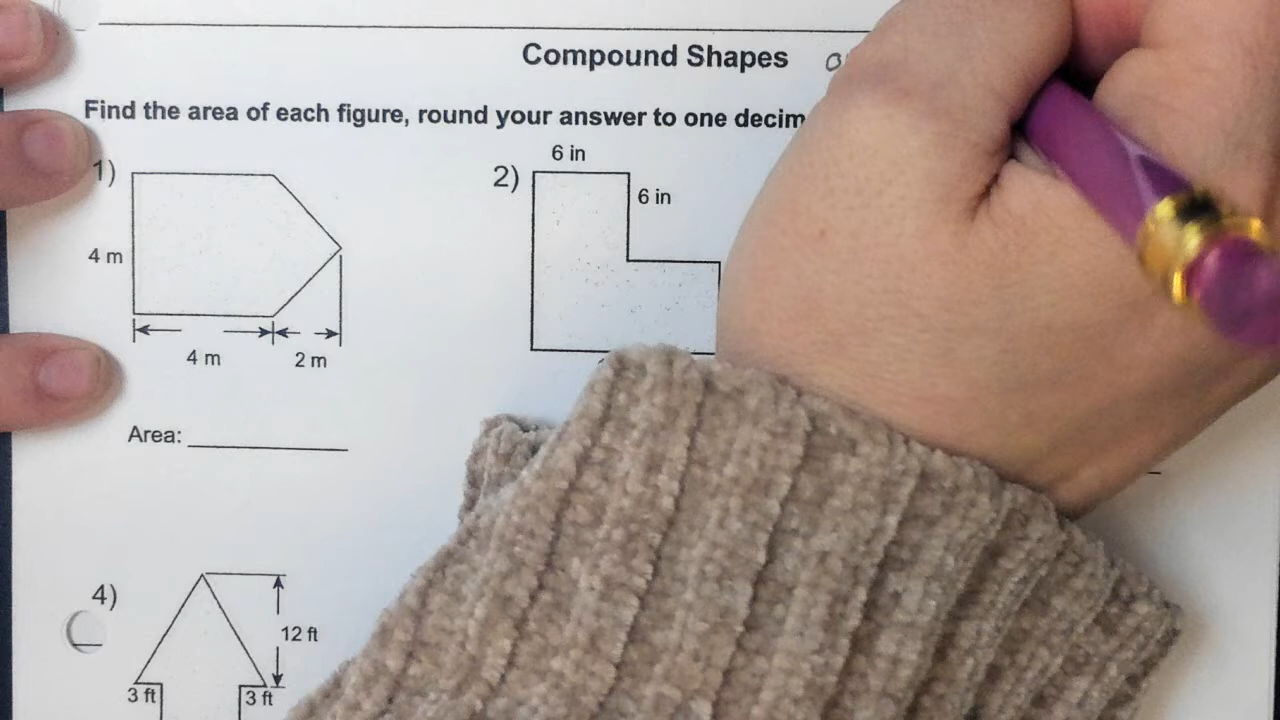 Compound Shapes
Find the area of each figure, round your answer to one
1)
4 m
4 m
2 m
Area:
2)
6 in
6 in
4)
12 ft
3 ft
3 ft